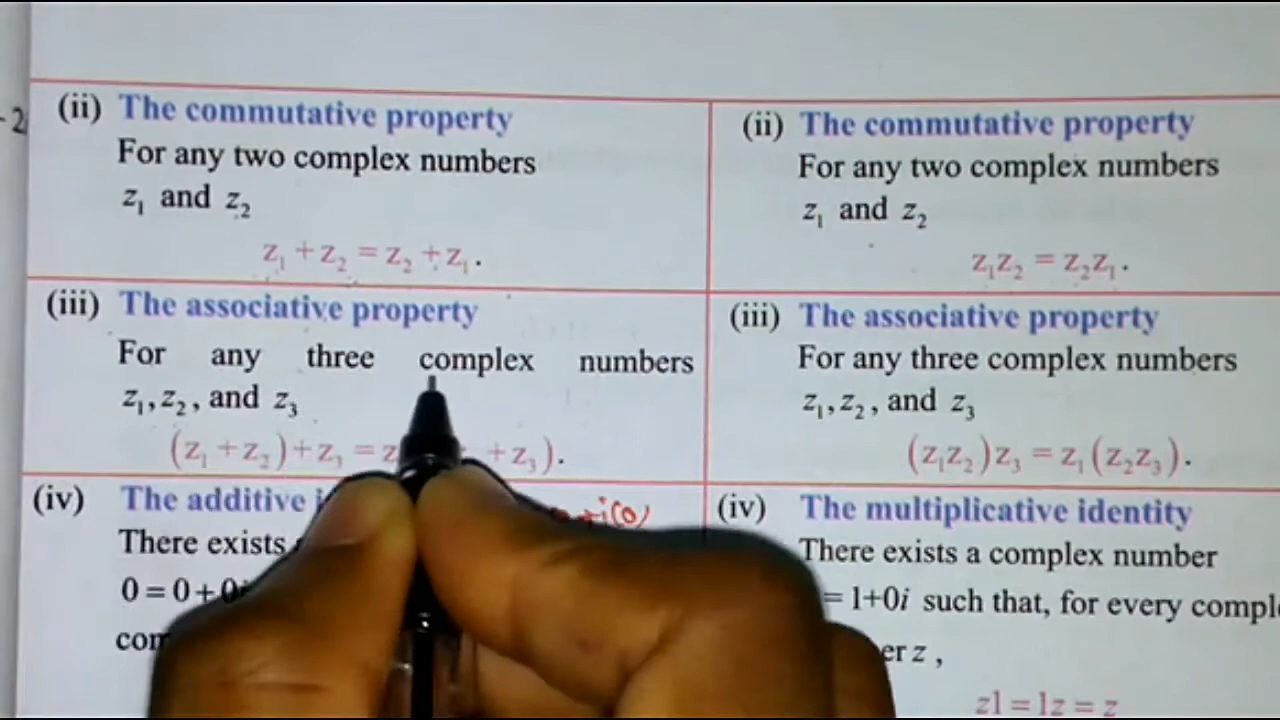 -2
(ii) The commutative property
For any two complex numbers
z₁ and z₂
z₁ + z₂ = z₂ + z₁.
(iii) The associative property
For any three complex numbers
z₁, z₂, and z₃
(z₁ + z₂) + z₃ = z + z₃).
(iv) The additive
+i(0)
There exists
0 = 0 + 0
(ii) The commutative property
For any two complex numbers
z₁ and z₂
z₁z₂ = z₂z₁.
(iii) The associative property
For any three complex numbers
z₁, z₂, and z₃
(z₁z₂)z₃ = z₁(z₂z₃).
(iv) The multiplicative identity
There exists a complex number
= 1+0i such that, for every
z,
z1 = 1z = z